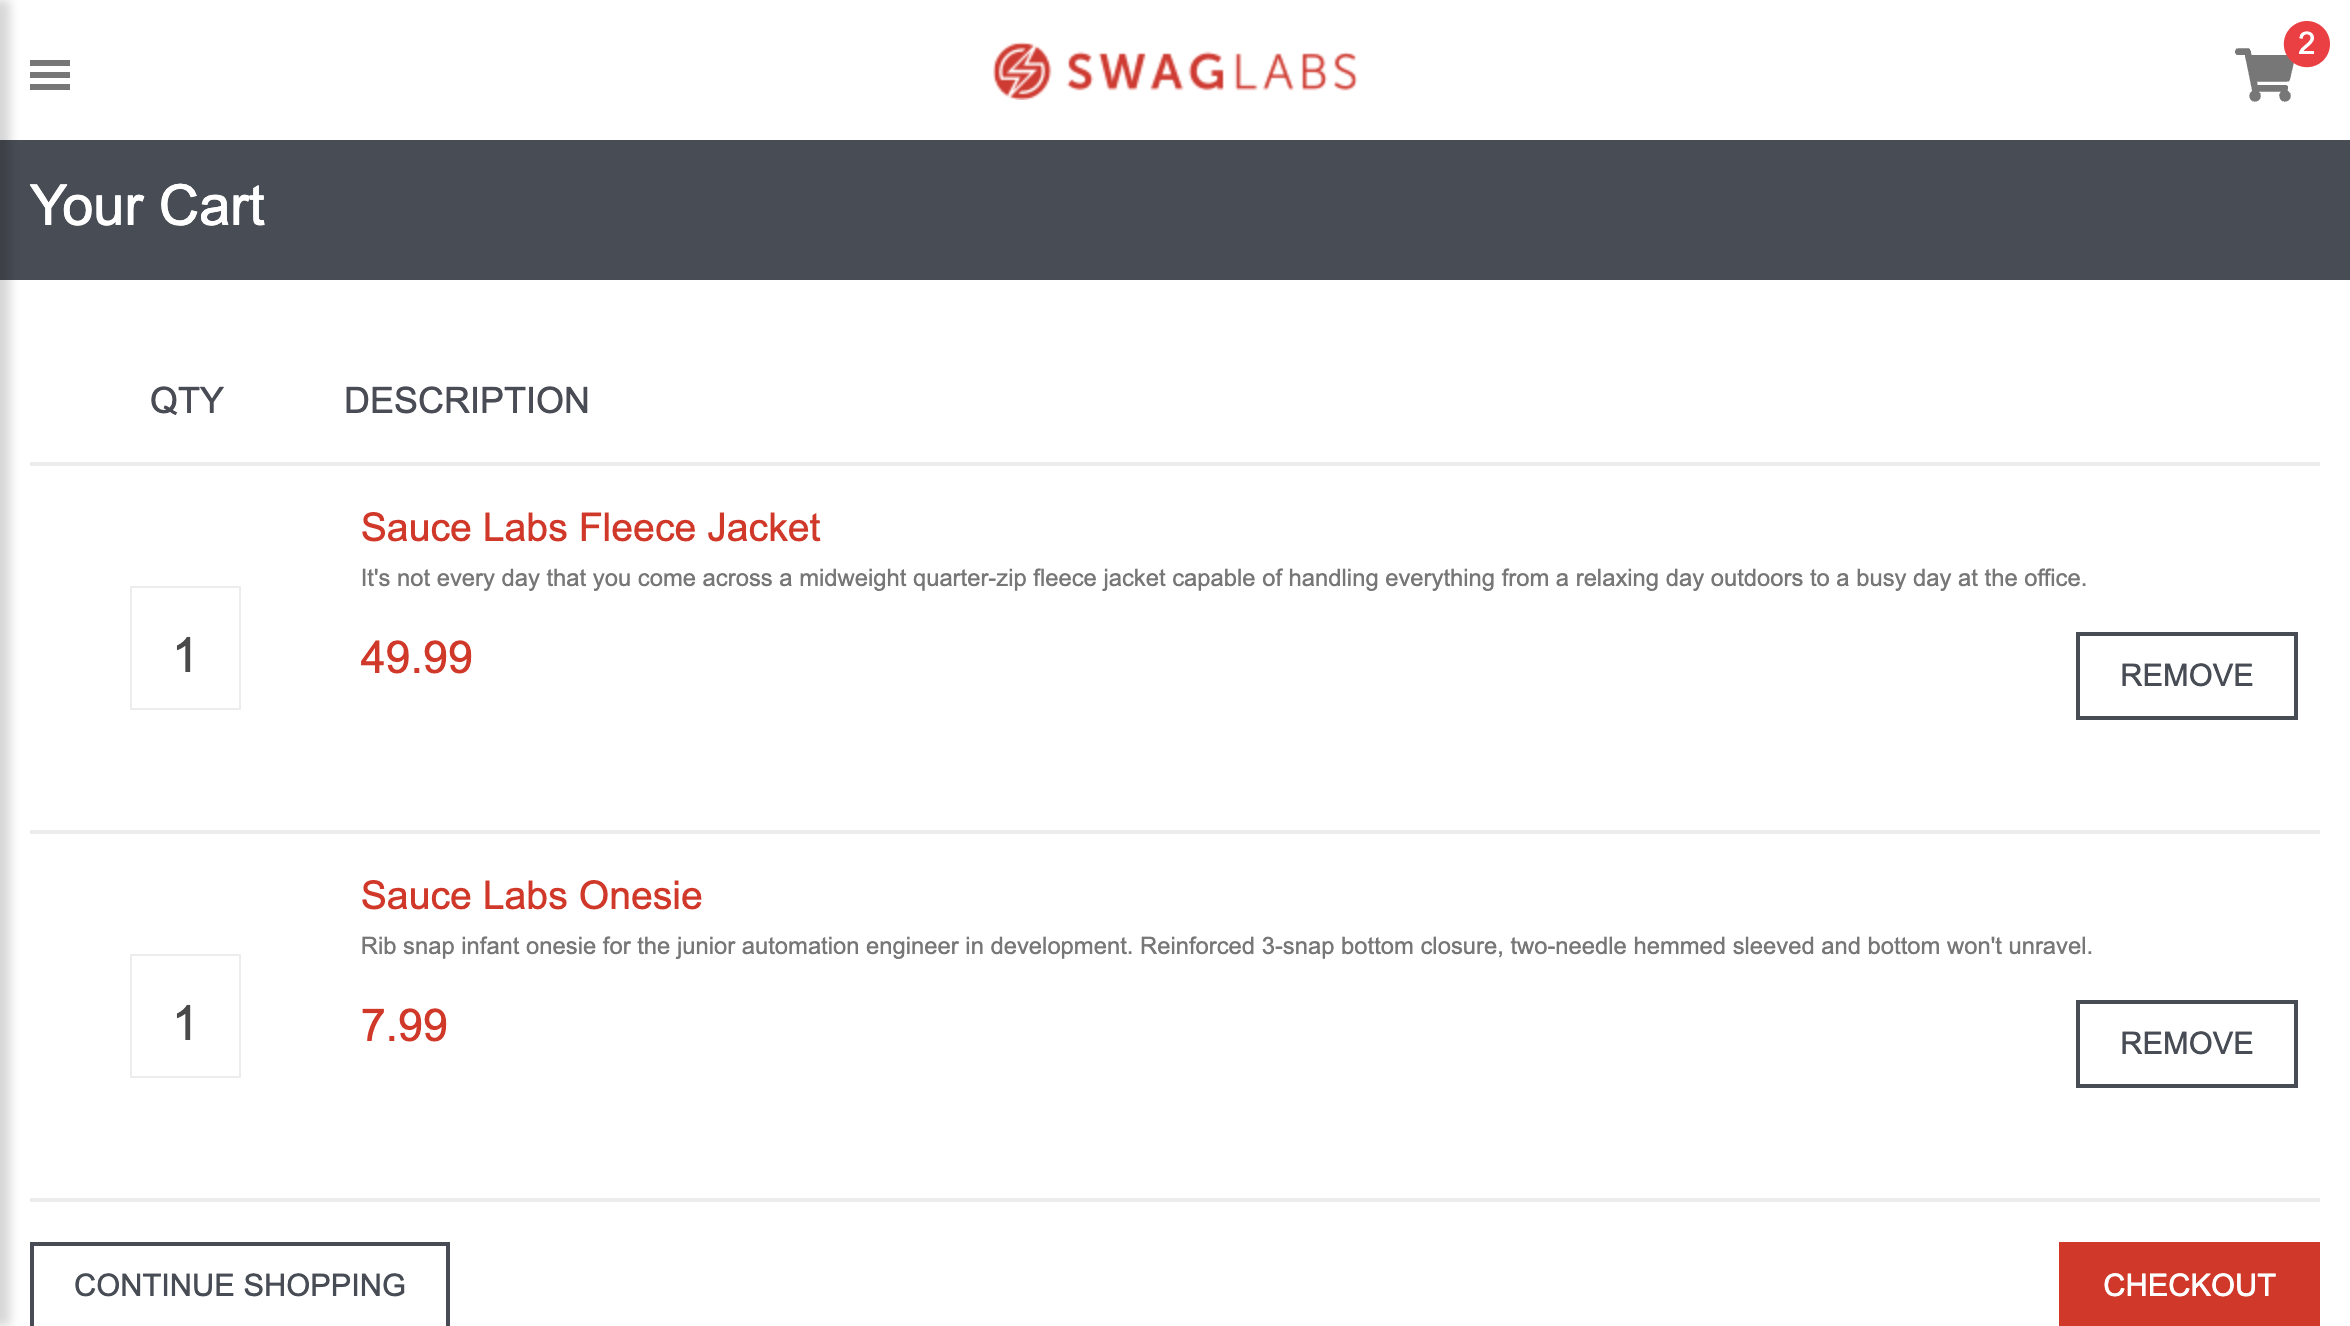 SWAGLABS
2
Your Cart
QTY DESCRIPTION
Sauce Labs Fleece Jacket
It's not every day that you come across a midweight quarter-zip fleece jacket capable of handling everything from a relaxing day outdoors to a busy day at the office.
1
49.99
REMOVE
Sauce Labs Onesie
Rib snap infant onesie for the junior automation engineer in development. Reinforced 3-snap bottom closure, two-needle hemmed sleeved and bottom won't unravel.
1
7.99
REMOVE
CONTINUE SHOPPING
CHECKOUT